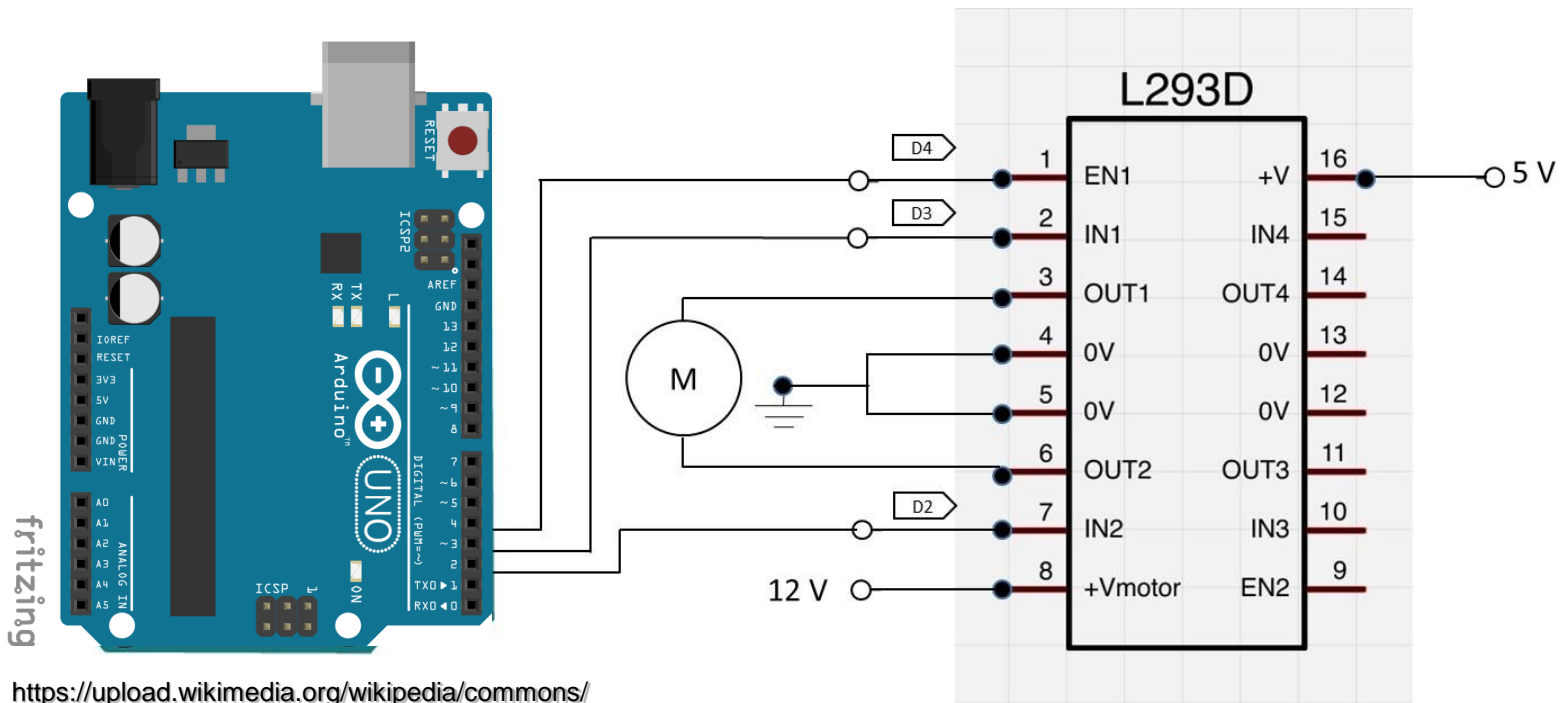 RESET
ICSP2
AREF
GND
13
12
~11
~10
~9
8
7
~6
~5
4
~3
2
TX0▶1
RX0◀0
DIGITAL (PWM=~)
L
TX
RX
Arduino™
UNO
ON
ICSP
1
IOREF
RESET
3V3
5V
GND
GND
VIN
POWER
A0
A1
A2
A3
A4
A5
ANALOG IN
fritzing
D4
D3
D2
M
12 V
5 V
L293D
1 EN1
2 IN1
3 OUT1
4 0V
5 0V
6 OUT2
7 IN2
8 +Vmotor
+V 16
IN4 15
OUT4 14
0V 13
0V 12
OUT3 11
IN3 10
EN2 9
https://upload.wikimedia.org/wikipedia/commons/